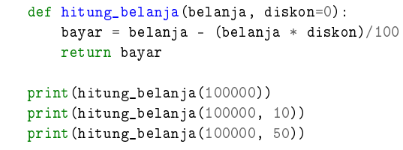 def hitung_belanja(belanja, diskon=0):
    bayar = belanja - (belanja * diskon)/100
    return bayar
print(hitung_belanja(100000))
print(hitung_belanja(100000, 10))
print(hitung_belanja(100000, 50))